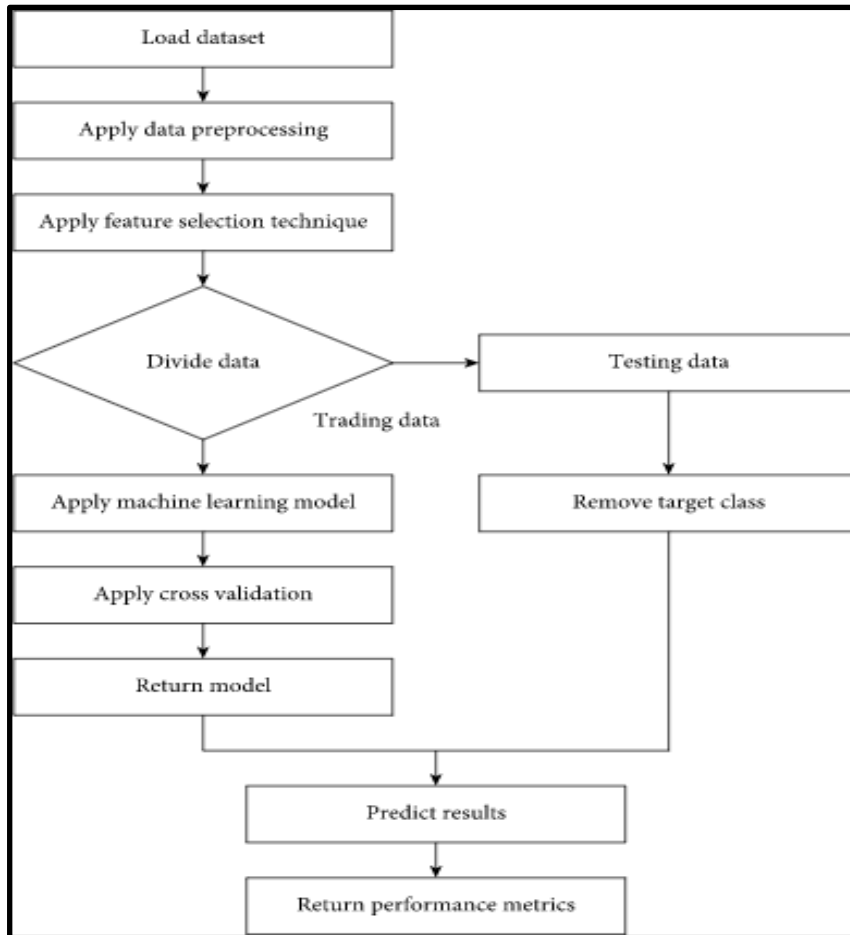 Load dataset
Apply data preprocessing
Apply feature selection technique
Divide data
Testing data
Trading data
Apply machine learning model
Remove target class
Apply cross validation
Return model
Predict results
Return performance metrics